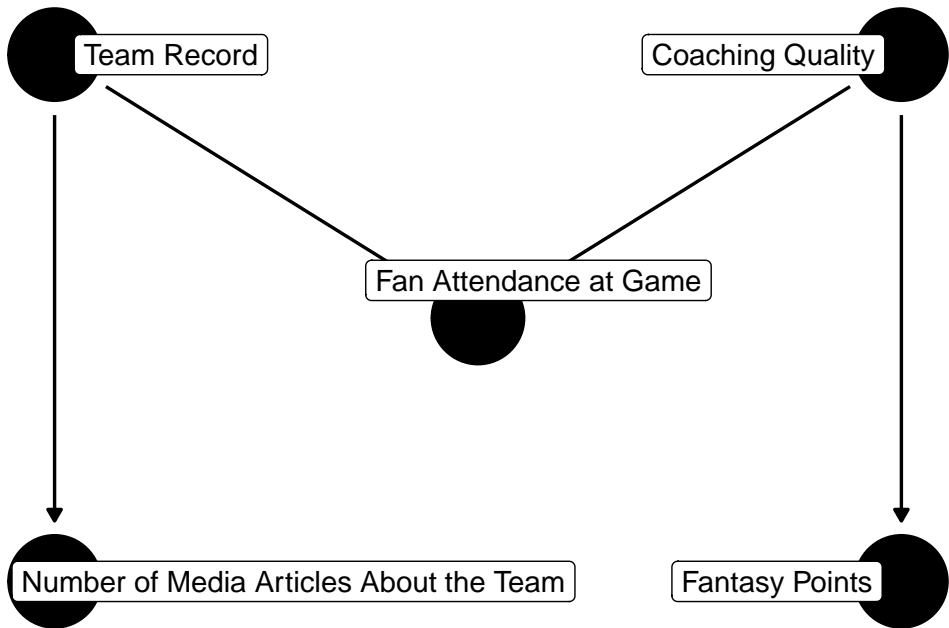 Team Record
Coaching Quality
Fan Attendance at Game
Number of Media Articles About the Team
Fantasy Points